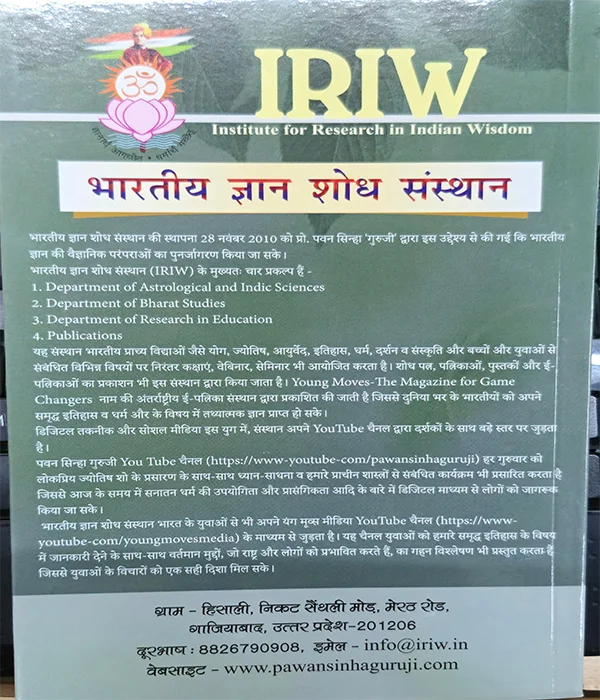 IRIW
Institute for Research in Indian Wisdom
भारतीय ज्ञान शोध संस्थान
भारतीय ज्ञान शोध संस्थान की स्थापना 28 नवंबर 2010 को प्रो. पवन सिन्हा 'गुरुजी' द्वारा इस उद्देश्य से की गई कि भारतीय
ज्ञान की वैज्ञानिक परंपराओं का पुनर्जागरण किया जा सके।
भारतीय ज्ञान शोध संस्थान (IRIW) के मुख्यतः चार प्रकल्प हैं -
1. Department of Astrological and Indic Sciences
2. Department of Bharat Studies
3. Department of Research in Education
4. Publications
यह संस्थान भारतीय प्राच्य विद्याओं जैसे योग, ज्योतिष, आयुर्वेद, इतिहास, धर्म, दर्शन व संस्कृति और बच्चों और युवाओं से
संबंधित विभिन्न विषयों पर निरंतर कक्षाएं, वेबिनार, सेमिनार भी आयोजित करता है। शोध पत्र, पत्रिकाओं, पुस्तकों और ई-
पत्रिकाओं का प्रकाशन भी इस संस्थान द्वारा किया जाता है। Young Moves-The Magazine for Game
Changers नाम की अंतर्राष्ट्रीय ई-पत्रिका संस्थान द्वारा प्रकाशित की जाती है जिससे दुनिया भर के भारतीयों को अपने
समृद्ध इतिहास व धर्म और के विषय में तथ्यात्मक ज्ञान प्राप्त हो सके।
डिजिटल तकनीक और सोशल मीडिया इस युग में, संस्थान अपने YouTube चैनल द्वारा दर्शकों के साथ बड़े स्तर पर जुड़ता
है।
पवन सिन्हा गुरुजी You Tube चैनल (https://www-youtube-com/pawansinhaguruji) हर गुरुवार को
लोकप्रिय ज्योतिष शो के प्रसारण के साथ-साथ ध्यान-साधना व हमारे प्राचीन शास्त्रों से संबंधित कार्यक्रम भी प्रसारित करता है
जिससे आज के समय में सनातन धर्म की उपयोगिता और प्रासंगिकता आदि के बारे में डिजिटल माध्यम से लोगों को जागरूक
किया जा सके।
भारतीय ज्ञान शोध संस्थान भारत के युवाओं से भी अपने यंग मूव्स मीडिया YouTube चैनल (https://www-
youtube-com/youngmovesmedia) के माध्यम से जुड़ता है। यह चैनल युवाओं को हमारे समृद्ध इतिहास के विषय
में जानकारी देने के साथ-साथ वर्तमान मुद्दों, जो राष्ट्र और लोगों को प्रभावित करते हैं, का गहन विश्लेषण भी प्रस्तुत करता है
जिससे युवाओं के विचारों को एक सही दिशा मिल सके।
ग्राम - हिसाली, निकट सैंथली मोड़, मेरठ रोड,
गाजियाबाद, उत्तर प्रदेश-201206
दूरभाष : 8826790908, इमेल - info@iriw.in
वेबसाइट - www.pawansinhaguruji.com